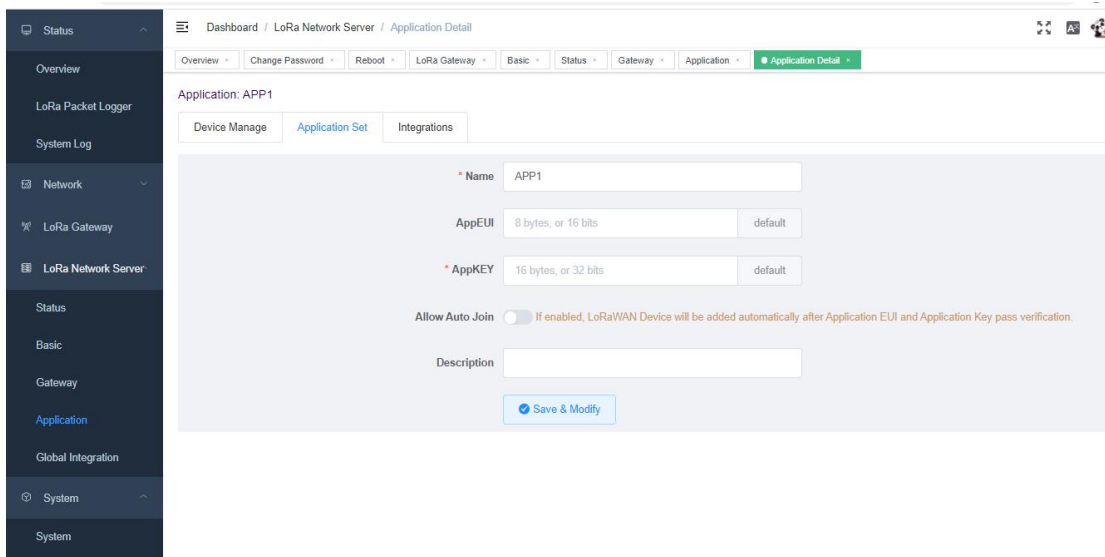 Status
Overview
LoRa Packet Logger
System Log
Network
LoRa Gateway
LoRa Network Server
Status
Basic
Gateway
Application
Global Integration
System
System
Dashboard / LoRa Network Server / Application Detail
Overview × Change Password × Reboot × LoRa Gateway × Basic × Status × Gateway × Application × Application Detail ×
Application: APP1
Device Manage Application Set Integrations
* Name APP1
AppEUI 8 bytes, or 16 bits default
* AppKEY 16 bytes, or 32 bits default
Allow Auto Join If enabled, LoRaWAN Device will be added automatically after Application EUI and Application Key pass verification.
Description
Save & Modify